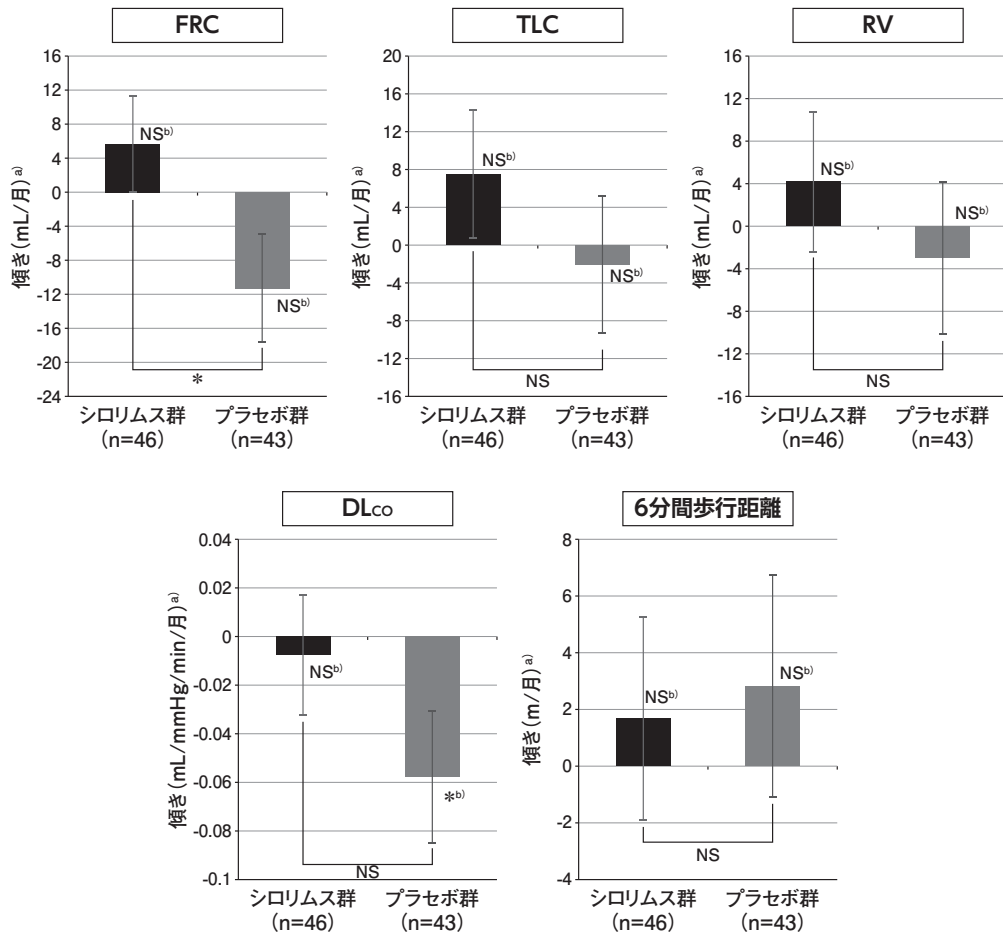 FRC
傾き(mL/月)a)
16
12
8
4
0
-4
-8
-12
-16
-20
-24
NSb)
NSb)
*
シロリムス群
(n=46)
プラセボ群
(n=43)
TLC
傾き(mL/月)a)
20
16
12
8
4
0
-4
-8
-12
-16
NSb)
NSb)
NS
シロリムス群
(n=46)
プラセボ群
(n=43)
RV
傾き(mL/月)a)
16
12
8
4
0
-4
-8
-12
-16
NSb)
NSb)
NS
シロリムス群
(n=46)
プラセボ群
(n=43)
DLco
傾き(mL/mmHg/min/月)a)
0.04
0.02
0
-0.02
-0.04
-0.06
-0.08
-0.1
NSb)
*b)
NS
シロリムス群
(n=46)
プラセボ群
(n=43)
6分間歩行距離
傾き(m/月)a)
8
6
4
2
0
-2
-4
NSb)
NSb)
NS
シロリムス群
(n=46)
プラセボ群
(n=43)